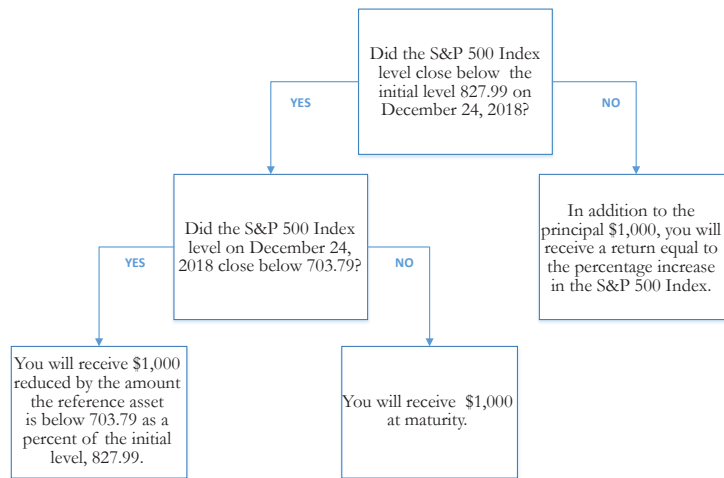 Did the S&P 500 Index
level close below the
initial level 827.99 on
December 24, 2018?
YES
NO
Did the S&P 500 Index
level on December 24,
2018 close below 703.79?
In addition to the
principal $1,000, you will
receive a return equal to
the percentage increase
in the S&P 500 Index.
YES
NO
You will receive $1,000
reduced by the amount
the reference asset
is below 703.79 as a
percent of the initial
level, 827.99.
You will receive $1,000
at maturity.